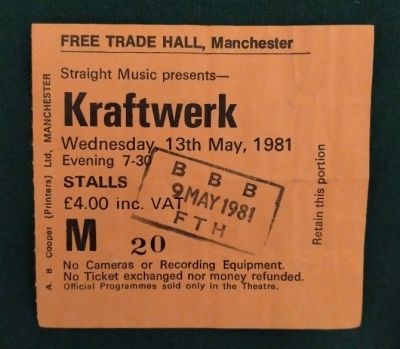 FREE TRADE HALL, Manchester
Straight Music presents—
Kraftwerk
Wednesday, 13th May, 1981
Evening 7-30
STALLS
£4.00 inc. VAT
M 20
No Cameras or Recording Equipment.
No Ticket exchanged nor money refunded.
Official Programmes sold only in the Theatre.
B B B
9 MAY 1981
F T H
Retain this portion
A. B. Cooper (Printers) Ltd, MANCHESTER